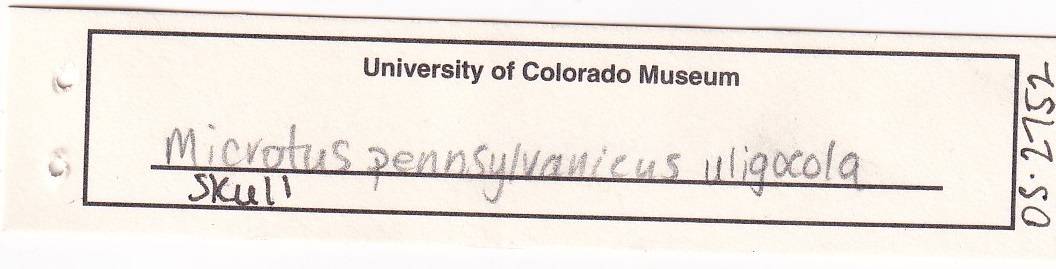 University of Colorado Museum
Microtus pennsylvanicus uligocola
Skull
OS·2752